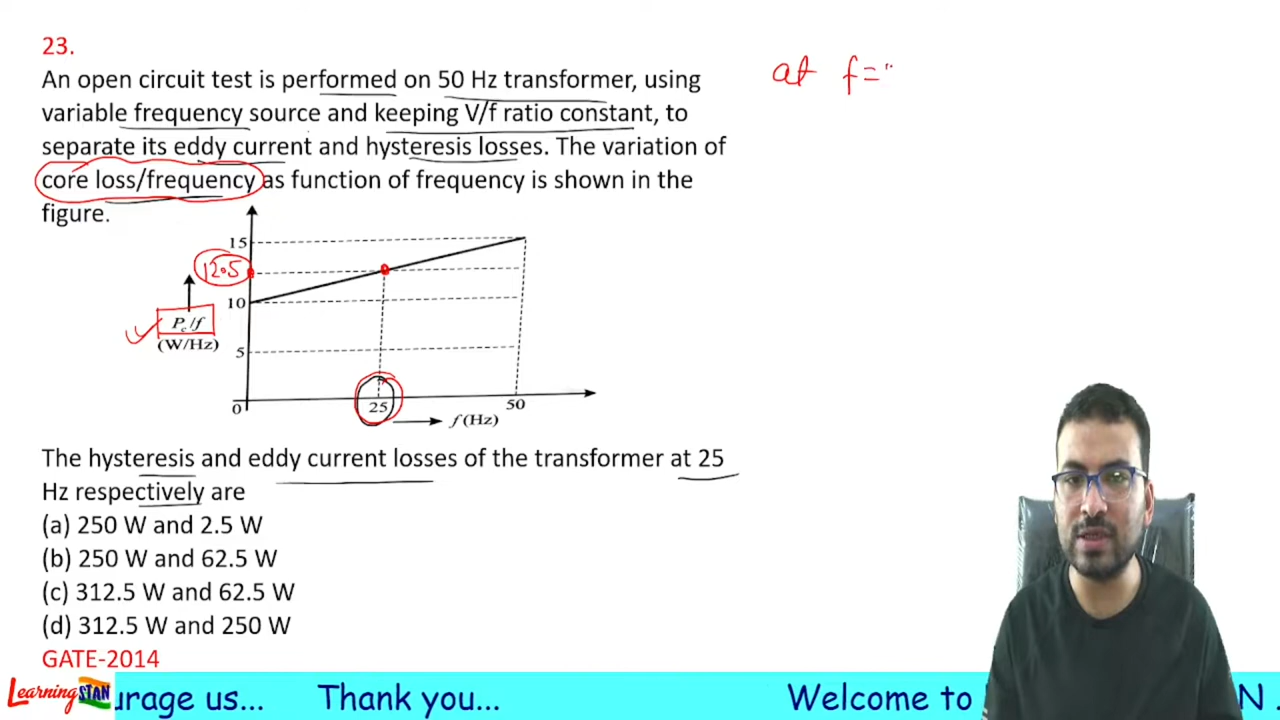 23.
An open circuit test is performed on 50 Hz transformer, using
variable frequency source and keeping V/f ratio constant, to
separate its eddy current and hysteresis losses. The variation of
core loss/frequency as function of frequency is shown in the
figure.
at f=
15
12.5
10
Pc/f
(W/Hz)
5
0
25
50
f(Hz)
The hysteresis and eddy current losses of the transformer at 25
Hz respectively are
(a) 250 W and 2.5 W
(b) 250 W and 62.5 W
(c) 312.5 W and 62.5 W
(d) 312.5 W and 250 W
GATE-2014
Learning STAN
urage us... Thank you... Welcome to N .